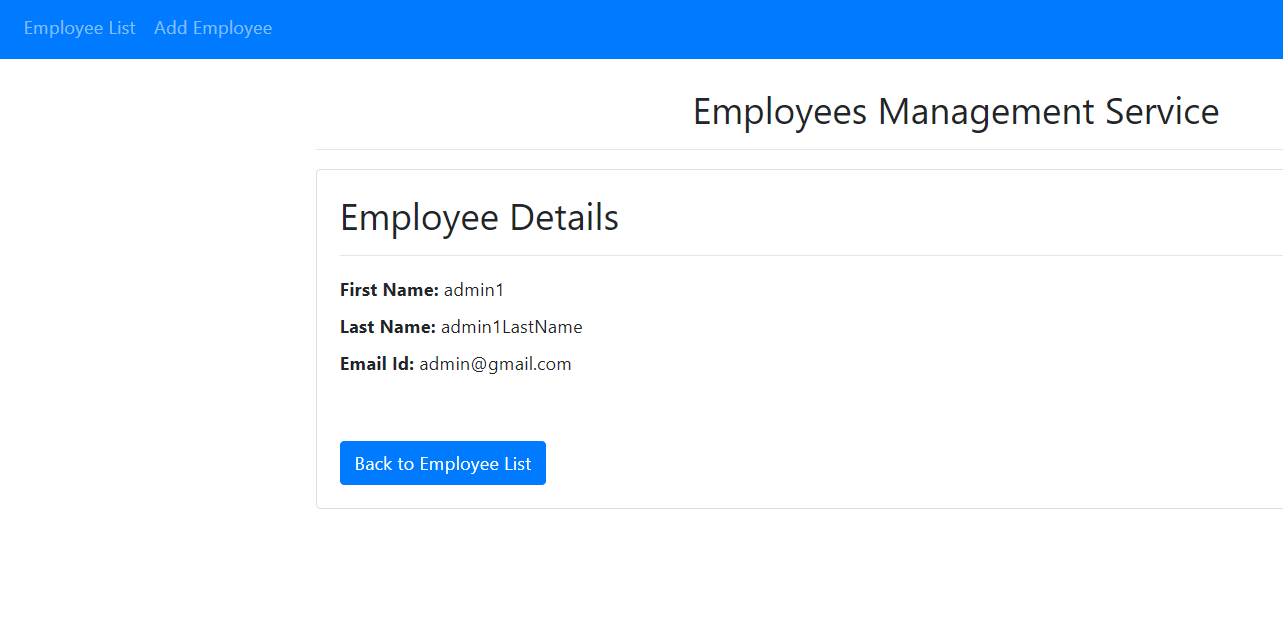 Employee List Add Employee
Employees Management Service
Employee Details
First Name: admin1
Last Name: admin1LastName
Email Id: admin@gmail.com
Back to Employee List